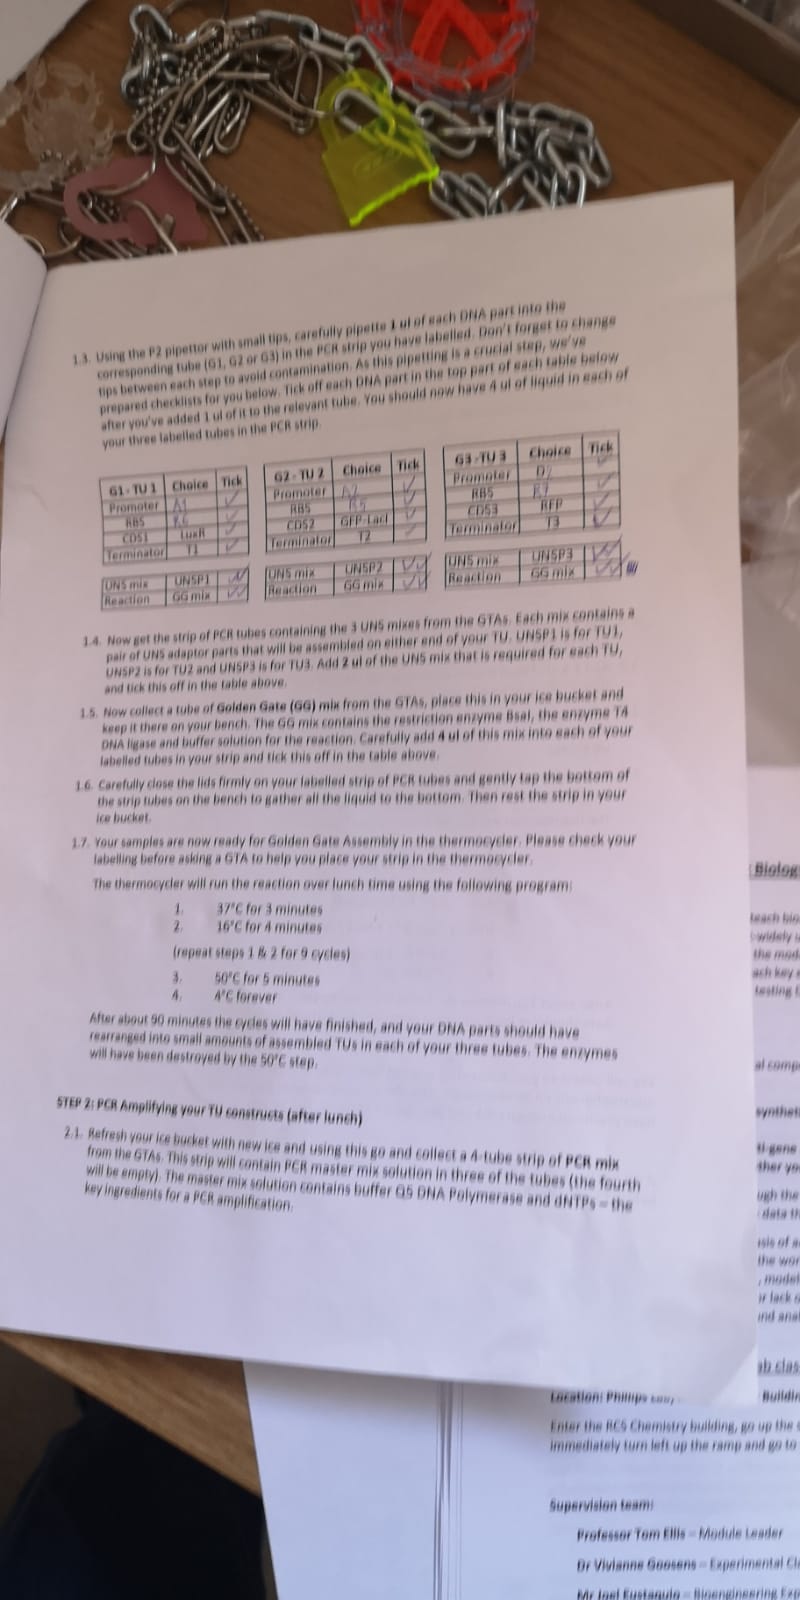 1.3. Using the P2 pipettor with small tips, carefully pipette 1 ul of each DNA part into the
corresponding tube (G1, G2 or G3) in the PCR strip you have labelled. Don't forget to change
tips between each step to avoid contamination. As this pipetting is a crucial step, we've
prepared checklists for you below. Tick off each DNA part in the top part of each table below
after you've added 1 ul of it to the relevant tube. You should now have 4 ul of liquid in each of
your three labelled tubes in the PCR strip.
G1 - TU 1 Choice Tick
Promoter A1 ✓
RBS R6 ✓
CDS1 LuxR ✓
Terminator T1 ✓
UNS mix UNSP1 ✓✓
Reaction GG mix ✓✓
G2 - TU 2 Choice Tick
Promoter A2 ✓
RBS R5 ✓
CDS2 GFP-LacI ✓
Terminator T2 ✓
UNS mix UNSP2 ✓✓
Reaction GG mix ✓✓
G3 - TU 3 Choice Tick
Promoter ✓
RBS ✓
CDS3 RFP ✓
Terminator T3 ✓
UNS mix UNSP3 ✓✓
Reaction GG mix ✓✓
1.4. Now get the strip of PCR tubes containing the 3 UNS mixes from the GTAs. Each mix contains a
pair of UNS adaptor parts that will be assembled on either end of your TU. UNSP1 is for TU1,
UNSP2 is for TU2 and UNSP3 is for TU3. Add 2 ul of the UNS mix that is required for each TU,
and tick this off in the table above.
1.5. Now collect a tube of Golden Gate (GG) mix from the GTAs, place this in your ice bucket and
keep it there on your bench. The GG mix contains the restriction enzyme BsaI, the enzyme T4
DNA ligase and buffer solution for the reaction. Carefully add 4 ul of this mix into each of your
labelled tubes in your strip and tick this off in the table above.
1.6. Carefully close the lids firmly on your labelled strip of PCR tubes and gently tap the bottom of
the strip tubes on the bench to gather all the liquid to the bottom. Then rest the strip in your
ice bucket.
1.7. Your samples are now ready for Golden Gate Assembly in the thermocycler. Please check your
labelling before asking a GTA to help you place your strip in the thermocycler.
The thermocycler will run the reaction over lunch time using the following program:
1. 37°C for 3 minutes
2. 16°C for 4 minutes
(repeat steps 1 & 2 for 9 cycles)
3. 50°C for 5 minutes
4. 4°C forever
After about 90 minutes the cycles will have finished, and your DNA parts should have
rearranged into small amounts of assembled TUs in each of your three tubes. The enzymes
will have been destroyed by the 50°C step.
STEP 2: PCR Amplifying your TU constructs (after lunch)
2.1. Refresh your ice bucket with new ice and using this go and collect a 4-tube strip of PCR mix
from the GTAs. This strip will contain PCR master mix solution in three of the tubes (the fourth
will be empty). The master mix solution contains buffer Q5 DNA Polymerase and dNTPs – the
key ingredients for a PCR amplification.
Biolog
teach bio
widely u
the mod
ach key
testing
al comp
synthet
ti-gene
ther yo
ugh the
data
sis of a
the wor
, model
r lack o
nd ana
ab clas
Location: Philips Buildin
Enter the RCS Chemistry building, go up the
immediately turn left up the ramp and go to
Supervision team:
Professor Tom Ellis – Module Leader
Dr Vivianne Goosens – Experimental Cl
Mr Joel Eustaquio – Bioengineering Exp